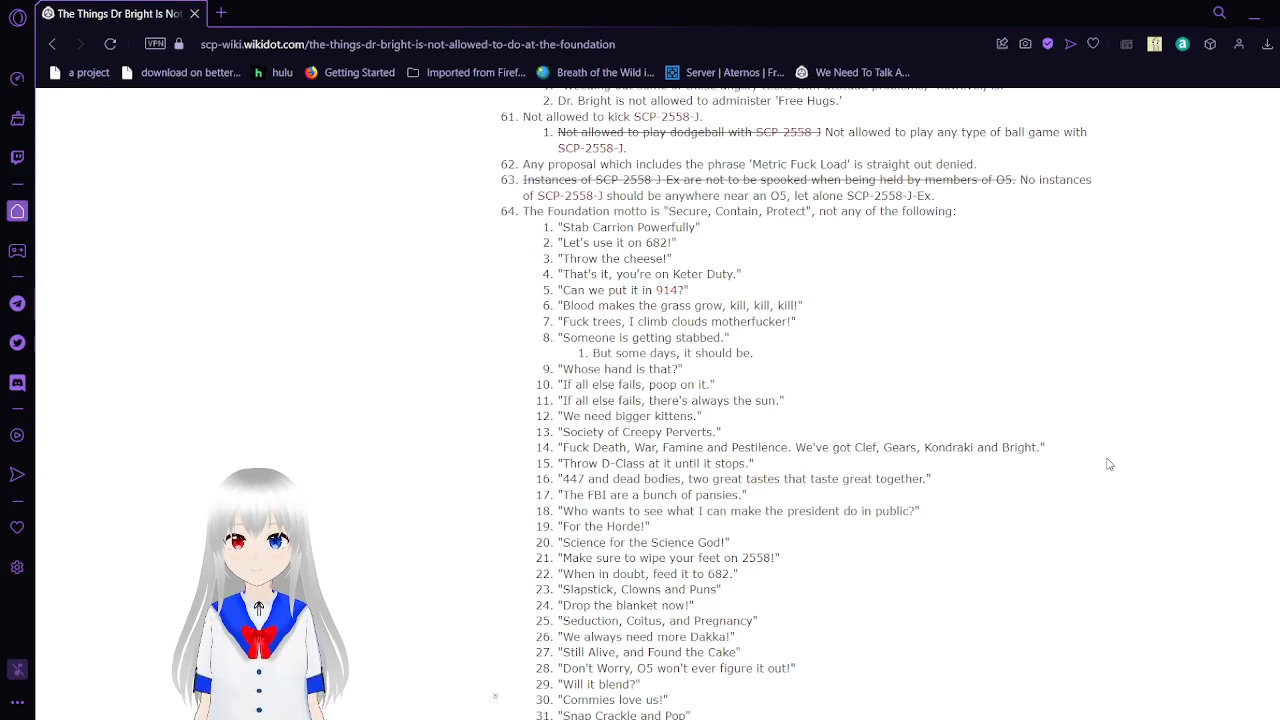 The Things Dr Bright Is Not
VPN
scp-wiki.wikidot.com/the-things-dr-bright-is-not-allowed-to-do-at-the-foundation
a project
download on better...
hulu
Getting Started
Imported from Firef...
Breath of the Wild i...
Server | Aternos | Fr...
We Need To Talk A...
1. "Weeding out some of these angsty teens with attitude problems," however, is.
2. Dr. Bright is not allowed to administer 'Free Hugs.'
61. Not allowed to kick SCP-2558-J.
1. Not allowed to play dodgeball with SCP-2558-J Not allowed to play any type of ball game with
SCP-2558-J.
62. Any proposal which includes the phrase 'Metric Fuck Load' is straight out denied.
63. Instances of SCP-2558-J-Ex are not to be spooked when being held by members of O5. No instances
of SCP-2558-J should be anywhere near an O5, let alone SCP-2558-J-Ex.
64. The Foundation motto is "Secure, Contain, Protect", not any of the following:
1. "Stab Carrion Powerfully"
2. "Let's use it on 682!"
3. "Throw the cheese!"
4. "That's it, you're on Keter Duty."
5. "Can we put it in 914?"
6. "Blood makes the grass grow, kill, kill, kill!"
7. "Fuck trees, I climb clouds motherfucker!"
8. "Someone is getting stabbed."
1. But some days, it should be.
9. "Whose hand is that?"
10. "If all else fails, poop on it."
11. "If all else fails, there's always the sun."
12. "We need bigger kittens."
13. "Society of Creepy Perverts."
14. "Fuck Death, War, Famine and Pestilence. We've got Clef, Gears, Kondraki and Bright."
15. "Throw D-Class at it until it stops."
16. "447 and dead bodies, two great tastes that taste great together."
17. "The FBI are a bunch of pansies."
18. "Who wants to see what I can make the president do in public?"
19. "For the Horde!"
20. "Science for the Science God!"
21. "Make sure to wipe your feet on 2558!"
22. "When in doubt, feed it to 682."
23. "Slapstick, Clowns and Puns"
24. "Drop the blanket now!"
25. "Seduction, Coitus, and Pregnancy"
26. "We always need more Dakka!"
27. "Still Alive, and Found the Cake"
28. "Don't Worry, O5 won't ever figure it out!"
29. "Will it blend?"
30. "Commies love us!"
31. "Snap Crackle and Pop"